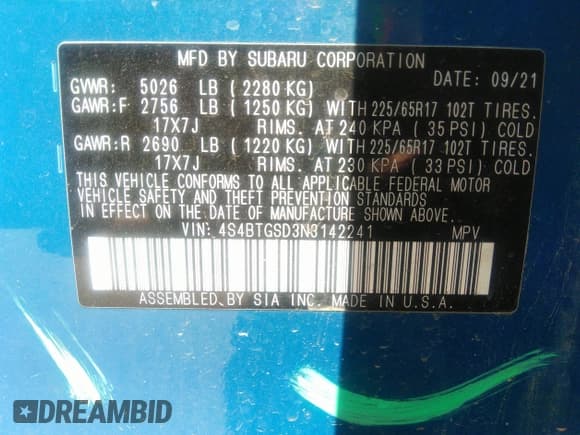 MFD BY SUBARU CORPORATION
GVWR: 5026 LB (2280 KG) DATE: 09/21
GAWR:F 2756 LB (1250 KG) WITH 225/65R17 102T TIRES.
17X7J RIMS. AT 240 KPA (35 PSI) COLD
GAWR:R 2690 LB (1220 KG) WITH 225/65R17 102T TIRES.
17X7J RIMS. AT 230 KPA (33 PSI) COLD
THIS VEHICLE CONFORMS TO ALL APPLICABLE FEDERAL MOTOR
VEHICLE SAFETY AND THEFT PREVENTION STANDARDS
IN EFFECT ON THE DATE OF MANUFACTURE SHOWN ABOVE.
VIN: 4S4BTGSD3N3142241 MPV
ASSEMBLED BY SIA INC. MADE IN U.S.A.
DREAMBID